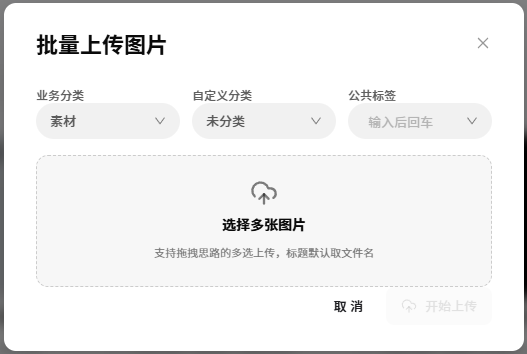 批量上传图片
业务分类 自定义分类 公共标签
素材 未分类 输入后回车
选择多张图片
支持拖拽思路的多选上传，标题默认取文件名
取 消 开始上传